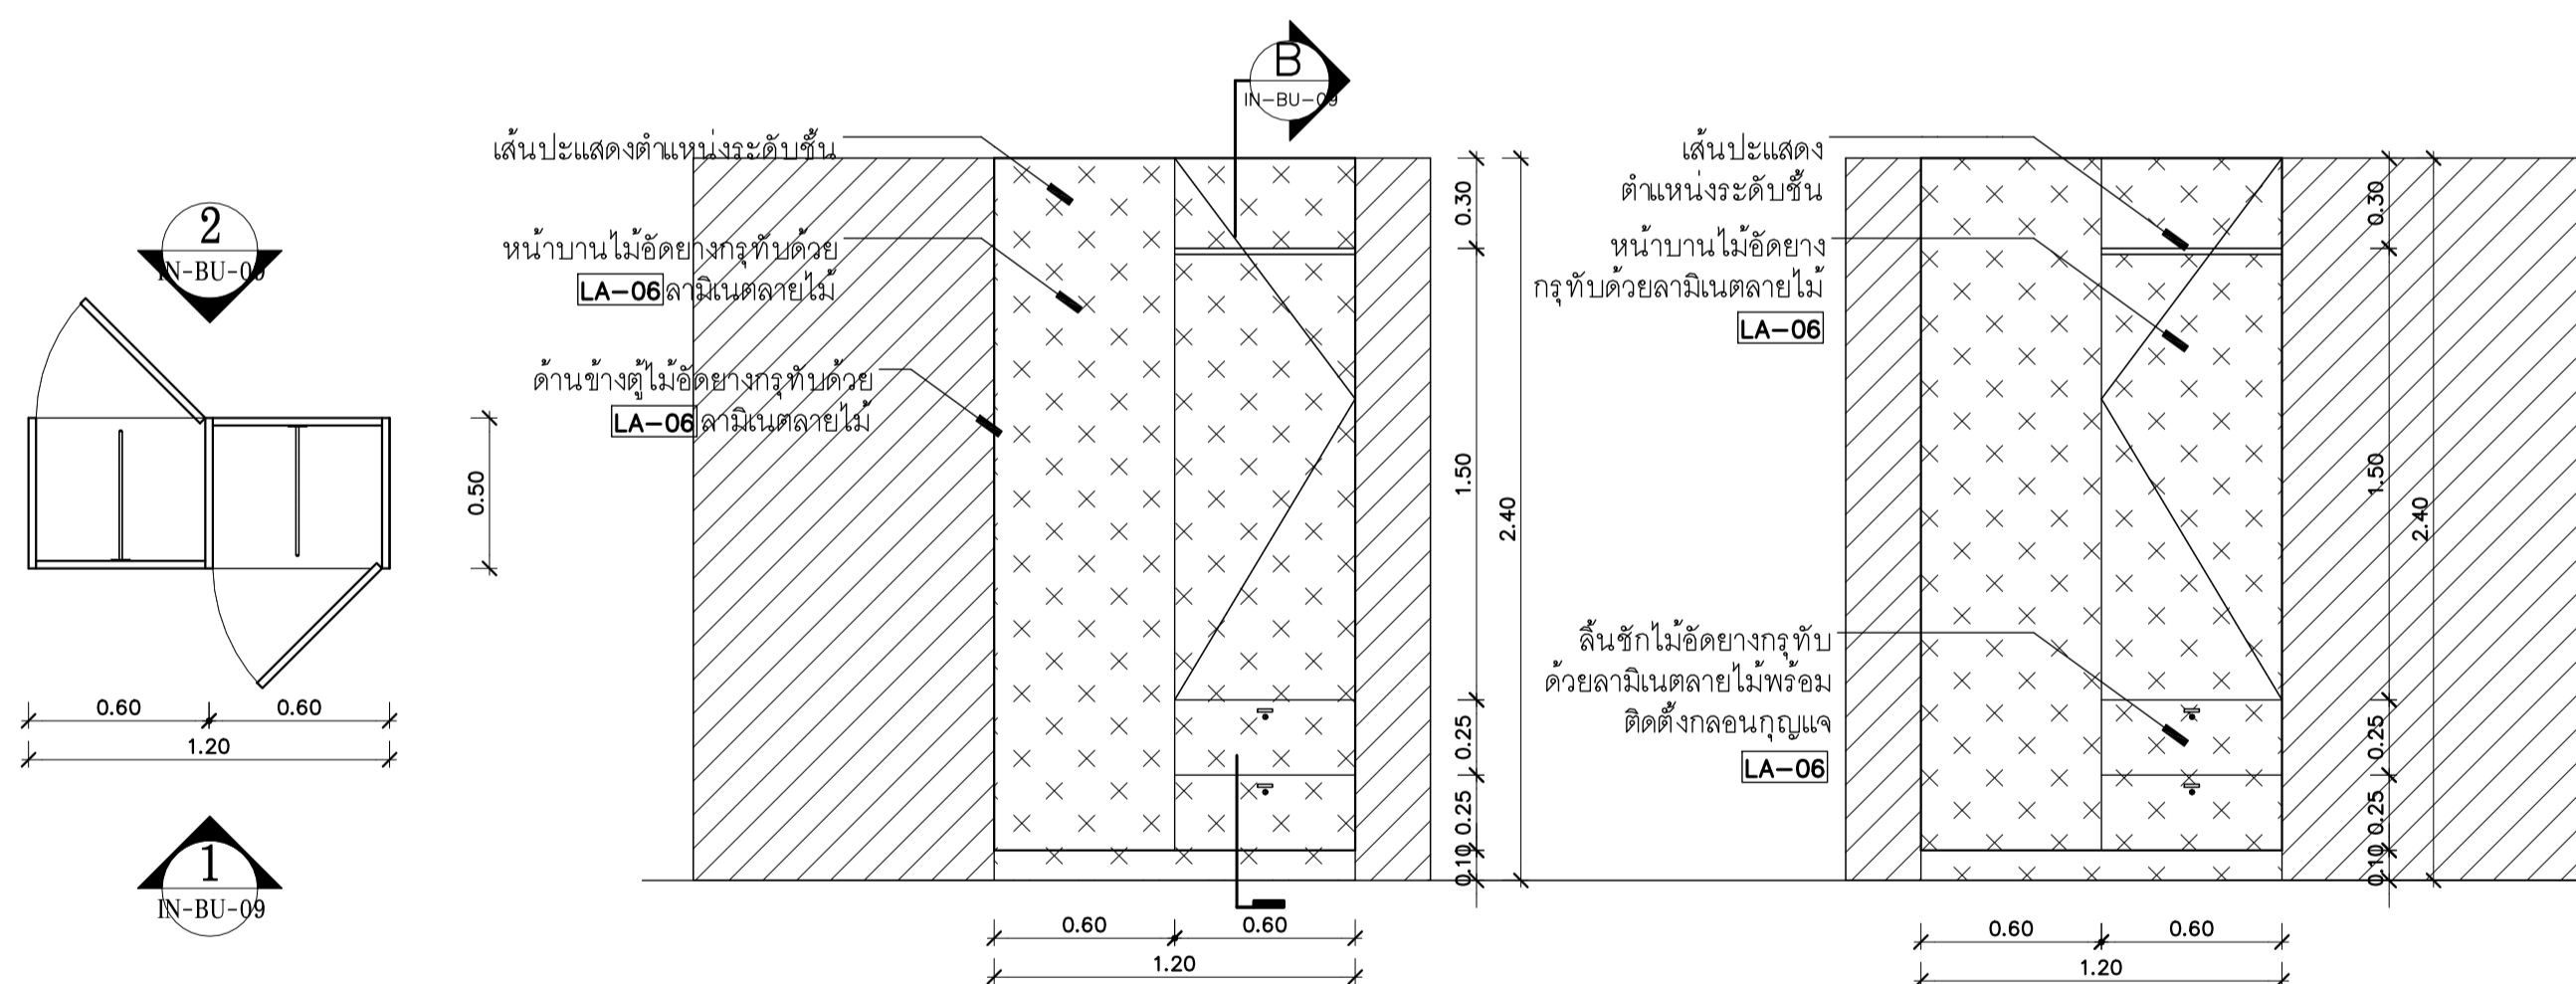 2
IN-BU-09
0.50
0.60
0.60
1.20
1
IN-BU-09
B
IN-BU-09
เส้นปะแสดงตำแหน่งระดับชั้น
หน้าบานไม้อัดยางกรุทับด้วย
LA-06 ลามิเนตลายไม้
ด้านข้างตู้ไม้อัดยางกรุทับด้วย
LA-06 ลามิเนตลายไม้
0.30
1.50
2.40
0.25
0.25
0.10
0.60
0.60
1.20
เส้นปะแสดง
ตำแหน่งระดับชั้น
หน้าบานไม้อัดยาง
กรุทับด้วยลามิเนตลายไม้
LA-06
ลิ้นชักไม้อัดยางกรุทับ
ด้วยลามิเนตลายไม้พร้อม
ติดตั้งกลอนกุญแจ
LA-06
0.30
1.50
2.40
0.25
0.25
0.10
0.60
0.60
1.20